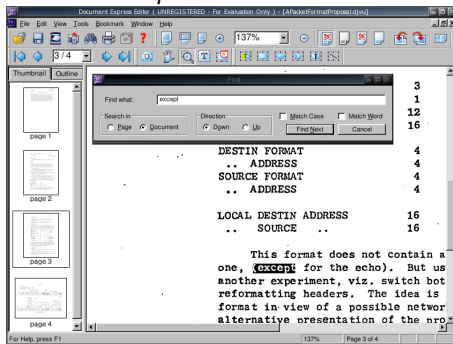 Document Express Editor ( UNREGISTERED - For Evaluation Only ) - [APacketFormatProposal.djvu]
File Edit View Tools Bookmark Window Help
137%
3 / 4
Thumbnail Outline
Find
Find what: except
Search in Direction Match Case Match Word
Page Document Down Up Find Next Cancel
page 1
page 2
page 3
page 4
3
1
12
16
DESTIN FORMAT 4
.. ADDRESS 4
SOURCE FORMAT 4
.. ADDRESS 4
LOCAL DESTIN ADDRESS 16
.. SOURCE .. 16
This format does not contain a
one, (except for the echo). But us
another experiment, viz. switch bot
reformatting headers. The idea is
format in view of a possible networ
alternative presentation of the pro
For Help, press F1 137% Page 3 of 4